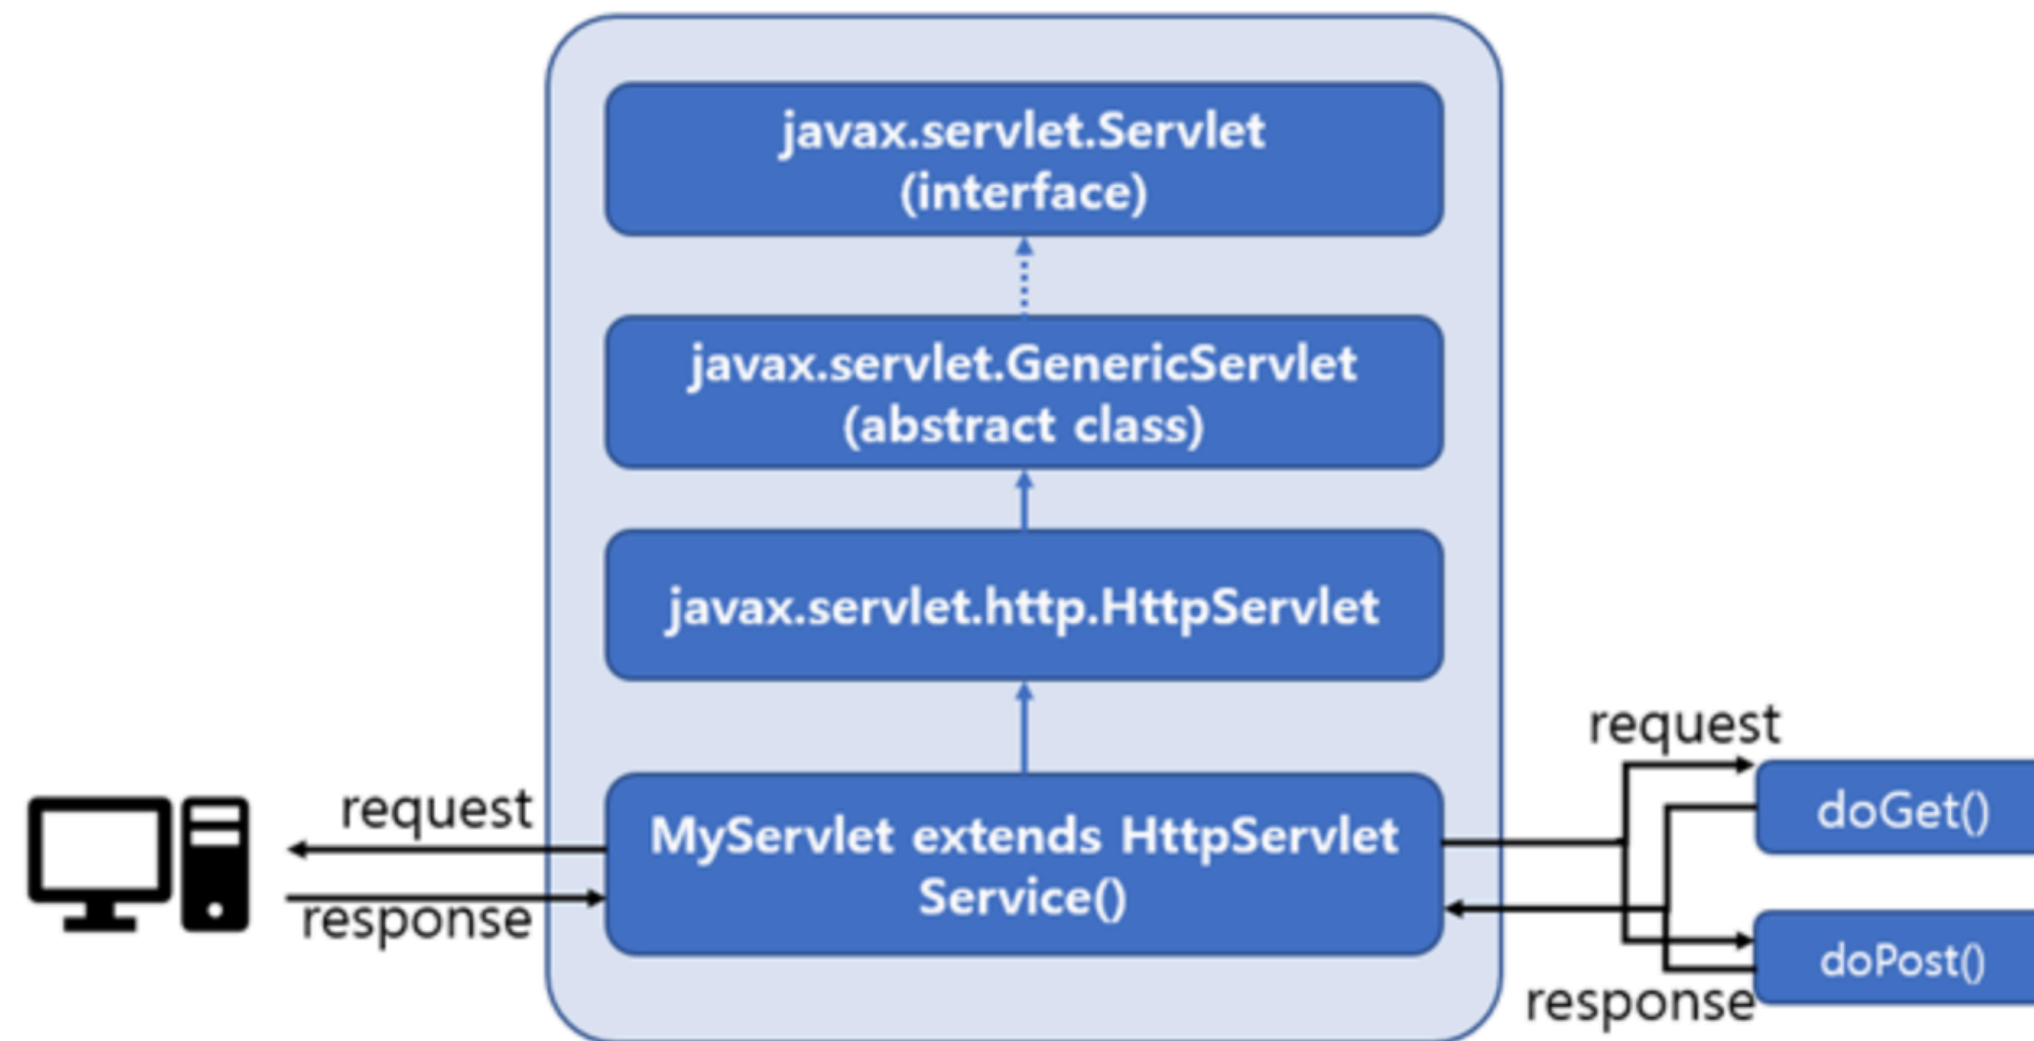 javax.servlet.Servlet
(interface)
javax.servlet.GenericServlet
(abstract class)
javax.servlet.http.HttpServlet
request
response
MyServlet extends HttpServlet
Service()
request
doGet()
doPost()
response